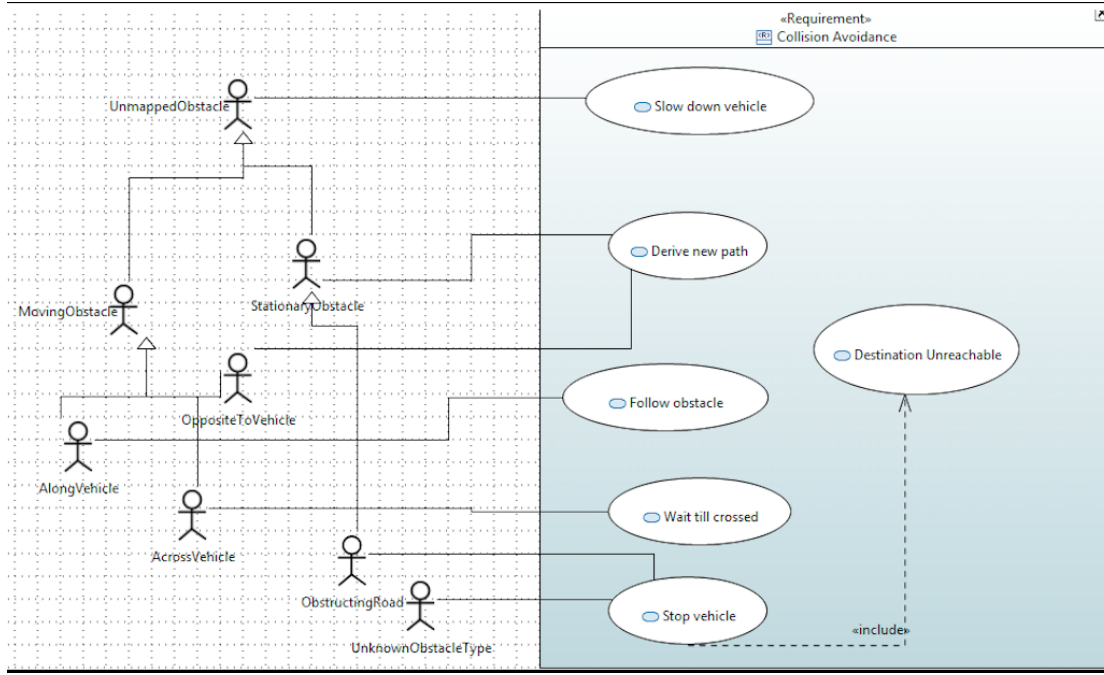 «Requirement»
Collision Avoidance
UnmappedObstacle
Slow down vehicle
Derive new path
StationaryObstacle
MovingObstacle
Destination Unreachable
OppositeToVehicle
Follow obstacle
AlongVehicle
Wait till crossed
AcrossVehicle
ObstructingRoad
Stop vehicle
«include»
UnknownObstacleType